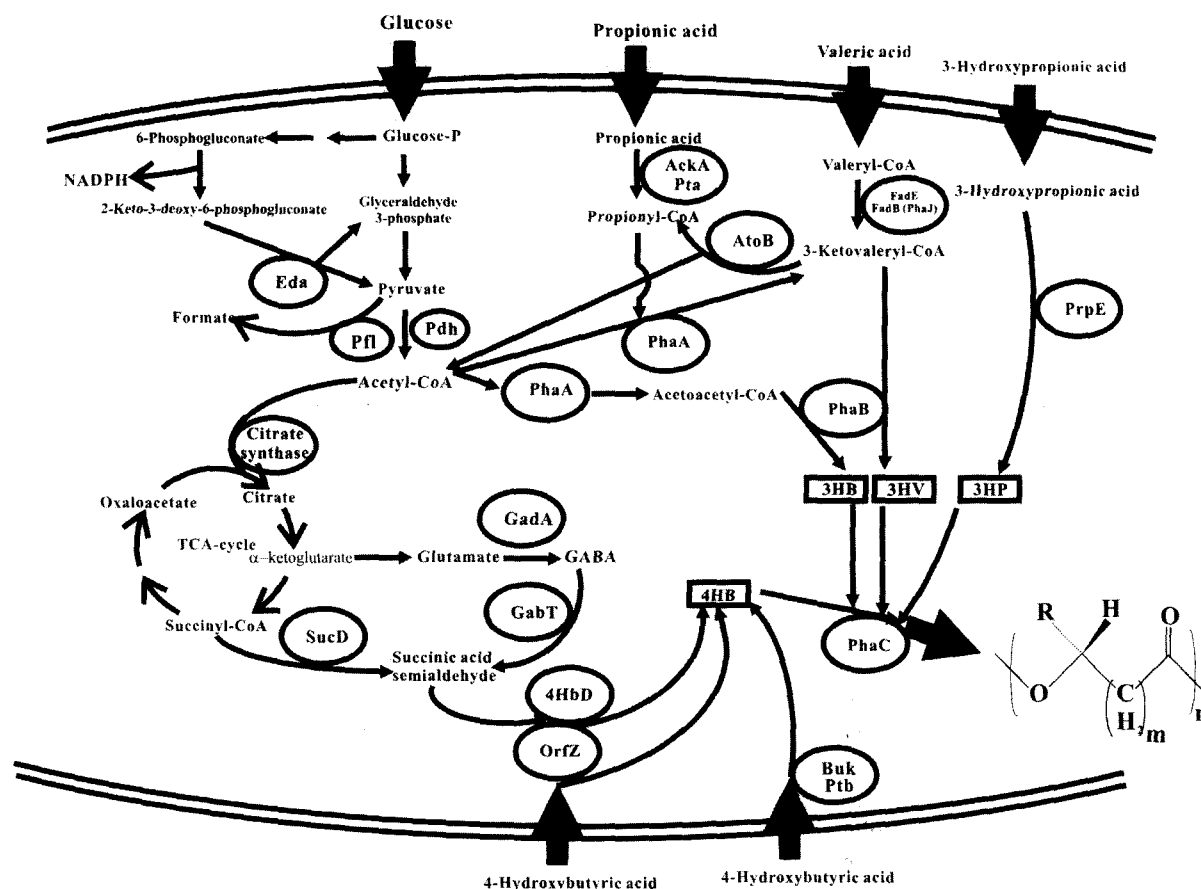 Glucose
Propionic acid
Valeric acid
3-Hydroxypropionic acid
6-Phosphogluconate
Glucose-P
Propionic acid
Valeryl-CoA
3-Hydroxypropionic acid
NADPH
AckA
Pta
FadE
FadB (PhaJ)
2-Keto-3-deoxy-6-phosphogluconate
Glyceraldehyde
3-phosphate
Propionyl-CoA
AtoB
3-Ketovaleryl-CoA
Eda
Pyruvate
Formate
Pfl
Pdh
PhaA
PrpE
Acetyl-CoA
PhaA
Acetoacetyl-CoA
PhaB
Citrate
synthase
Oxaloacetate
Citrate
3HB
3HV
3HP
GadA
TCA-cycle
α-ketoglutarate
Glutamate
GABA
4HB
GabT
Succinyl-CoA
SucD
PhaC
R
H
O
Succinic acid
semialdehyde
4HbD
O
C
H2
m
n
OrfZ
Buk
Ptb
4-Hydroxybutyric acid
4-Hydroxybutyric acid